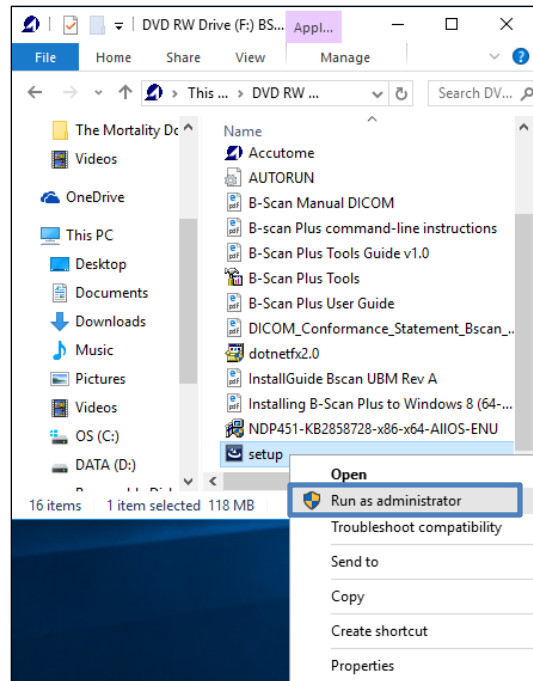 DVD RW Drive (F:) BS... Appl...
File Home Share View Manage
This ... › DVD RW ... Search DV...
The Mortality Dc
Videos
OneDrive
This PC
Desktop
Documents
Downloads
Music
Pictures
Videos
OS (C:)
DATA (D:)
Name
Accutome
AUTORUN
B-Scan Manual DICOM
B-scan Plus command-line instructions
B-Scan Plus Tools Guide v1.0
B-Scan Plus Tools
B-Scan Plus User Guide
DICOM_Conformance_Statement_Bscan_..
dotnetfx2.0
InstallGuide Bscan UBM Rev A
Installing B-Scan Plus to Windows 8 (64-...
NDP451-KB2858728-x86-x64-AllOS-ENU
setup
16 items 1 item selected 118 MB
Open
Run as administrator
Troubleshoot compatibility
Send to
Copy
Create shortcut
Properties